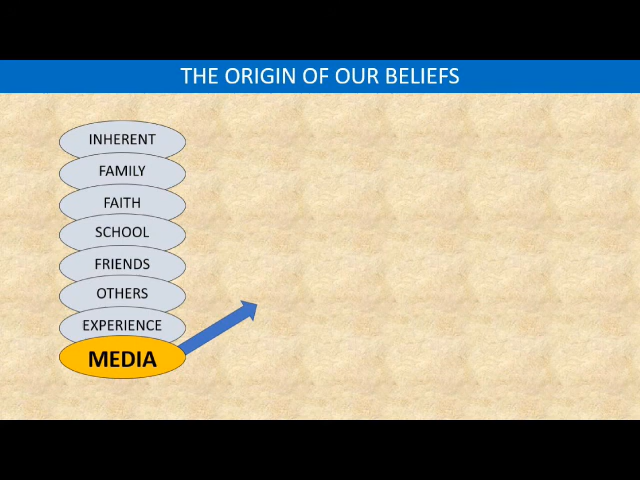 THE ORIGIN OF OUR BELIEFS
INHERENT
FAMILY
FAITH
SCHOOL
FRIENDS
OTHERS
EXPERIENCE
MEDIA